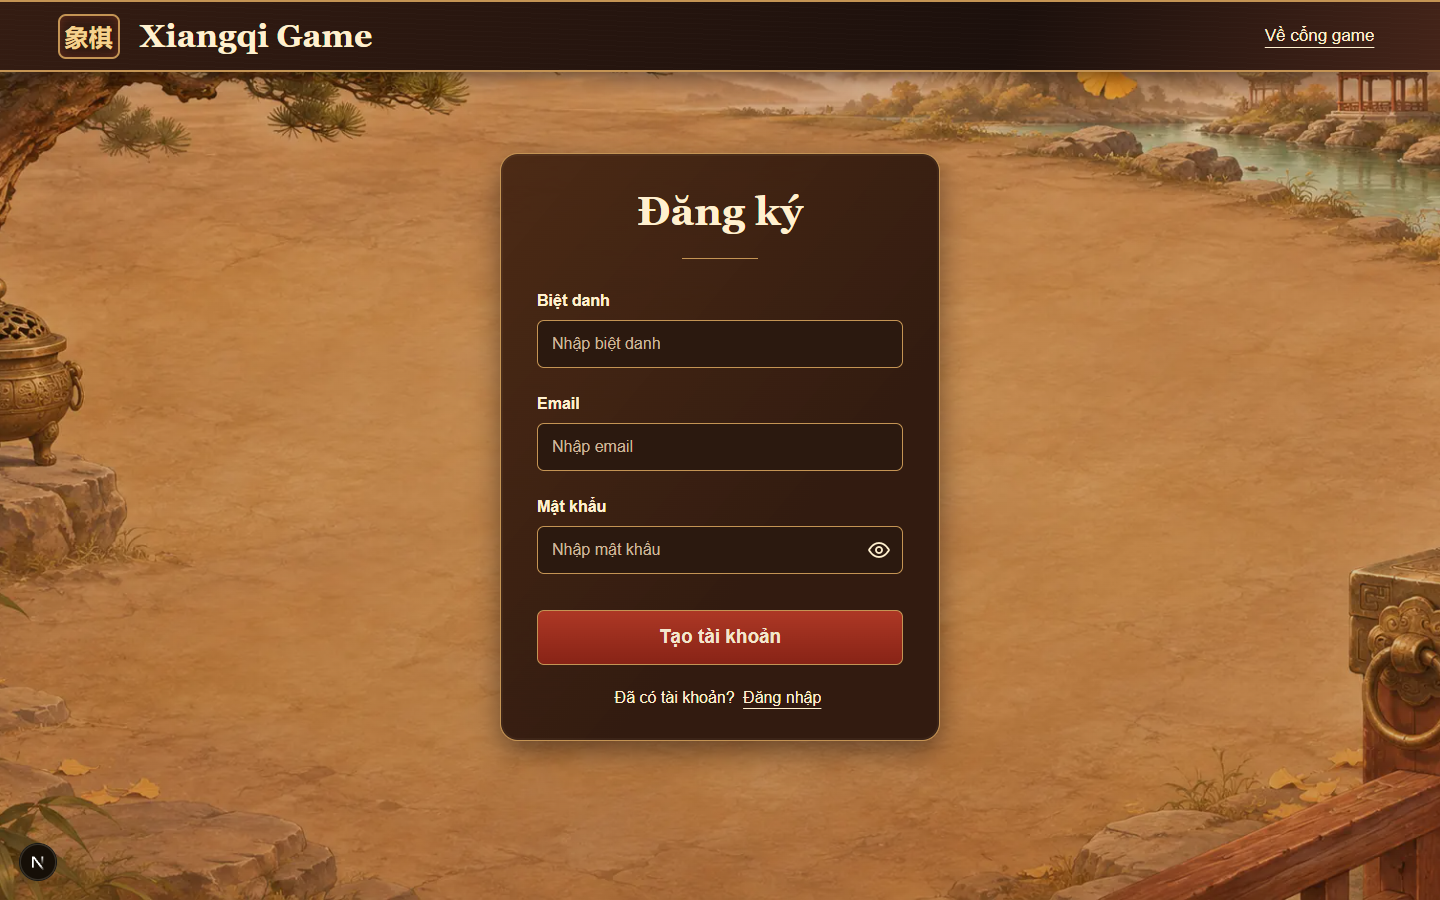 象棋 Xiangqi Game
Về cổng game
Đăng ký
Biệt danh
Nhập biệt danh
Email
Nhập email
Mật khẩu
Nhập mật khẩu
Tạo tài khoản
Đã có tài khoản? Đăng nhập
N